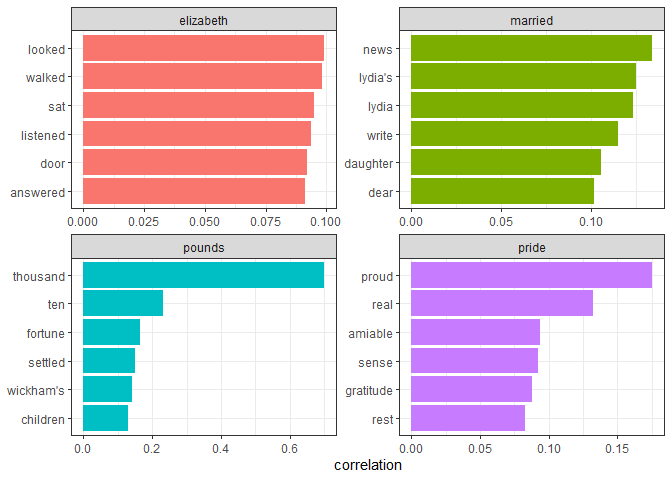 elizabeth
looked
walked
sat
listened
door
answered
0.000 0.025 0.050 0.075 0.100
married
news
lydia's
lydia
write
daughter
dear
0.00 0.05 0.10
pounds
thousand
ten
fortune
settled
wickham's
children
0.0 0.2 0.4 0.6
pride
proud
real
amiable
sense
gratitude
rest
0.00 0.05 0.10 0.15
correlation